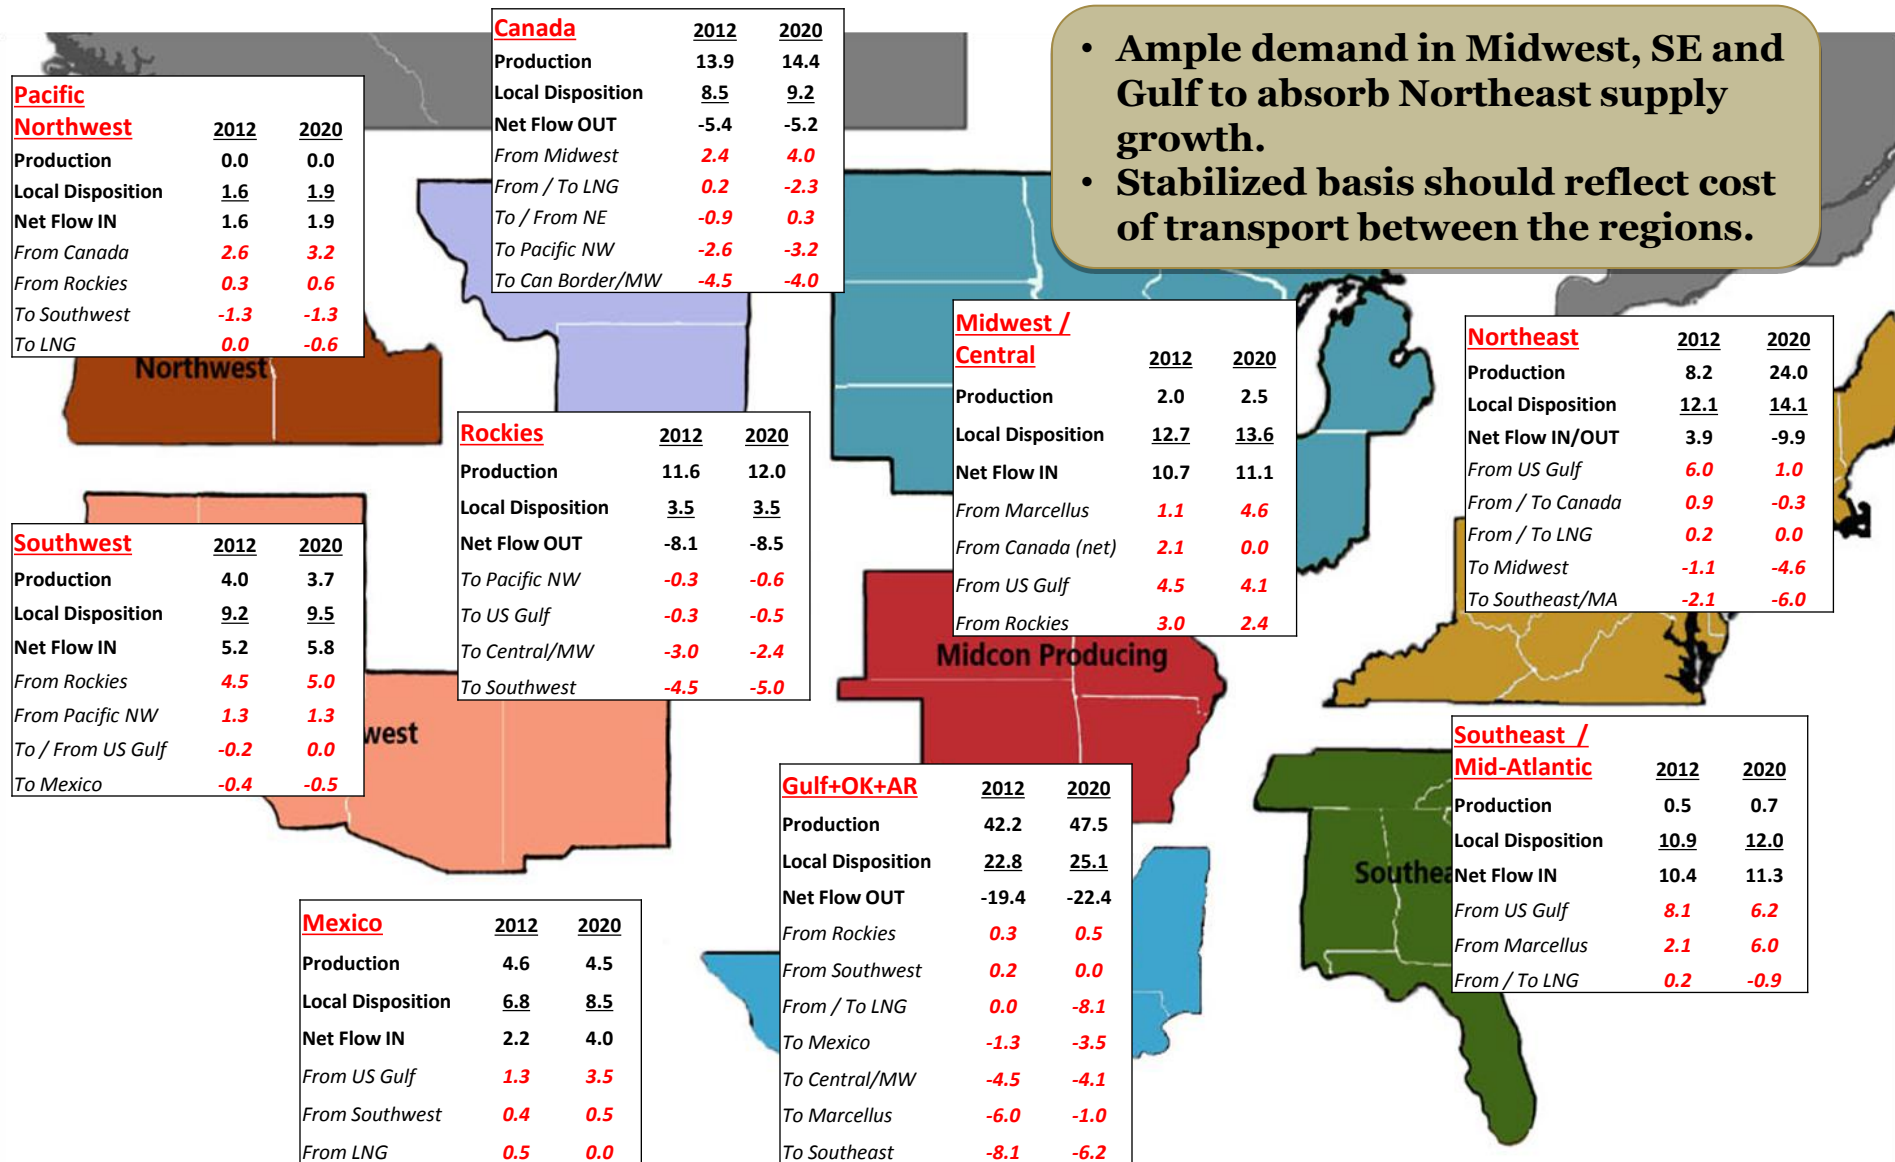 • Ample demand in Midwest, SE and
Gulf to absorb Northeast supply
growth.
• Stabilized basis should reflect cost
of transport between the regions.
Canada 2012 2020
Production 13.9 14.4
Local Disposition 8.5 9.2
Net Flow OUT -5.4 -5.2
From Midwest 2.4 4.0
From / To LNG 0.2 -2.3
To / From NE -0.9 0.3
To Pacific NW -2.6 -3.2
To Can Border/MW -4.5 -4.0
Pacific
Northwest 2012 2020
Production 0.0 0.0
Local Disposition 1.6 1.9
Net Flow IN 1.6 1.9
From Canada 2.6 3.2
From Rockies 0.3 0.6
To Southwest -1.3 -1.3
To LNG 0.0 -0.6
Northwest
Midwest /
Central 2012 2020
Production 2.0 2.5
Local Disposition 12.7 13.6
Net Flow IN 10.7 11.1
From Marcellus 1.1 4.6
From Canada (net) 2.1 0.0
From US Gulf 4.5 4.1
From Rockies 3.0 2.4
Northeast 2012 2020
Production 8.2 24.0
Local Disposition 12.1 14.1
Net Flow IN/OUT 3.9 -9.9
From US Gulf 6.0 1.0
From / To Canada 0.9 -0.3
From / To LNG 0.2 0.0
To Midwest -1.1 -4.6
To Southeast/MA -2.1 -6.0
Rockies 2012 2020
Production 11.6 12.0
Local Disposition 3.5 3.5
Net Flow OUT -8.1 -8.5
To Pacific NW -0.3 -0.6
To US Gulf -0.3 -0.5
To Central/MW -3.0 -2.4
To Southwest -4.5 -5.0
Southwest 2012 2020
Production 4.0 3.7
Local Disposition 9.2 9.5
Net Flow IN 5.2 5.8
From Rockies 4.5 5.0
From Pacific NW 1.3 1.3
To / From US Gulf -0.2 0.0
To Mexico -0.4 -0.5
west
Midcon Producing
Southeast /
Mid-Atlantic 2012 2020
Production 0.5 0.7
Local Disposition 10.9 12.0
Net Flow IN 10.4 11.3
From US Gulf 8.1 6.2
From Marcellus 2.1 6.0
From / To LNG 0.2 -0.9
Southea
Gulf+OK+AR 2012 2020
Production 42.2 47.5
Local Disposition 22.8 25.1
Net Flow OUT -19.4 -22.4
From Rockies 0.3 0.5
From Southwest 0.2 0.0
From / To LNG 0.0 -8.1
To Mexico -1.3 -3.5
To Central/MW -4.5 -4.1
To Marcellus -6.0 -1.0
To Southeast -8.1 -6.2
Mexico 2012 2020
Production 4.6 4.5
Local Disposition 6.8 8.5
Net Flow IN 2.2 4.0
From US Gulf 1.3 3.5
From Southwest 0.4 0.5
From LNG 0.5 0.0